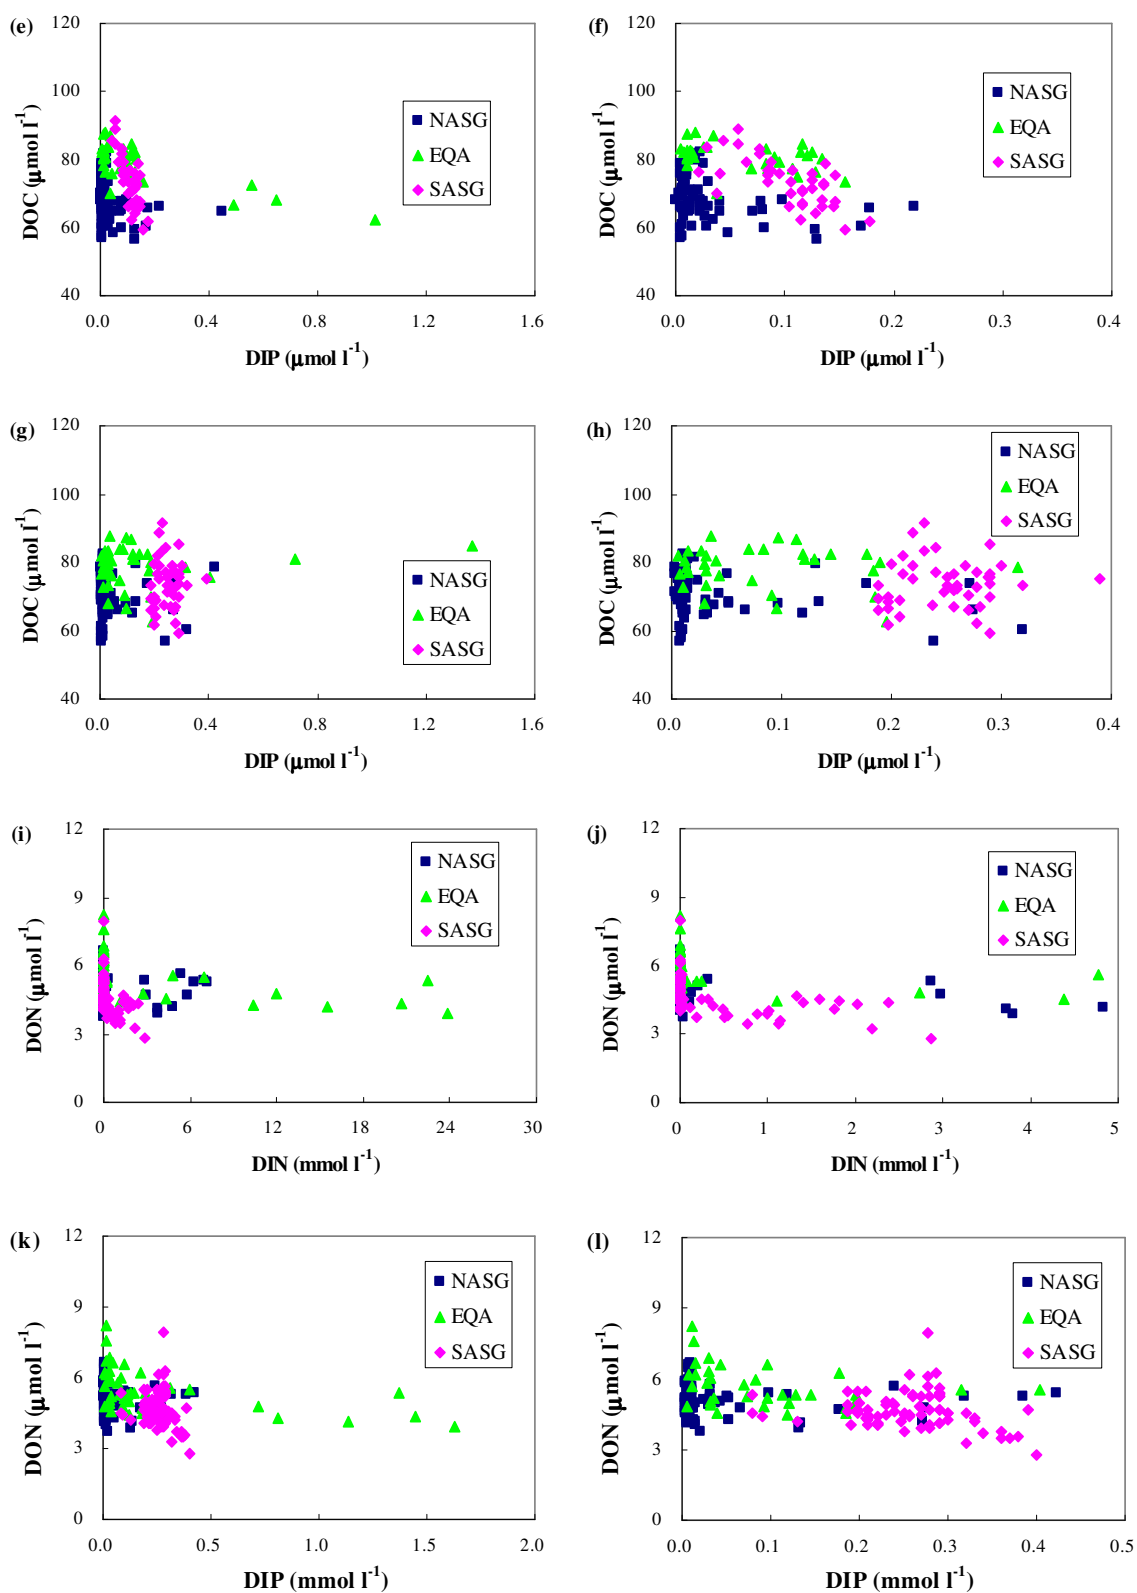 (e)
120
100
80
60
40
DOC (μmol l⁻¹)
NASG
EQA
SASG
0.0 0.4 0.8 1.2 1.6
DIP (μmol l⁻¹)
(f)
120
100
80
60
40
DOC (μmol l⁻¹)
NASG
EQA
SASG
0.0 0.1 0.2 0.3 0.4
DIP (μmol l⁻¹)
(g)
120
100
80
60
40
DOC (μmol l⁻¹)
NASG
EQA
SASG
0.0 0.4 0.8 1.2 1.6
DIP (μmol l⁻¹)
(h)
120
100
80
60
40
DOC (μmol l⁻¹)
NASG
EQA
SASG
0.0 0.1 0.2 0.3 0.4
DIP (μmol l⁻¹)
(i)
12
9
6
3
0
DON (μmol l⁻¹)
NASG
EQA
SASG
0 6 12 18 24 30
DIN (mmol l⁻¹)
(j)
12
9
6
3
0
DON (μmol l⁻¹)
NASG
EQA
SASG
0 1 2 3 4 5
DIN (mmol l⁻¹)
(k)
12
9
6
3
0
DON (μmol l⁻¹)
NASG
EQA
SASG
0.0 0.5 1.0 1.5 2.0
DIP (mmol l⁻¹)
(l)
12
9
6
3
0
DON (μmol l⁻¹)
NASG
EQA
SASG
0.0 0.1 0.2 0.3 0.4 0.5
DIP (mmol l⁻¹)